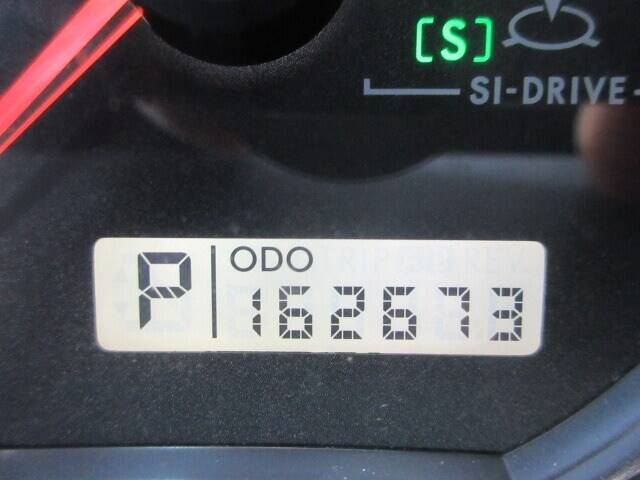 [S]
SI-DRIVE
P ODO
162673